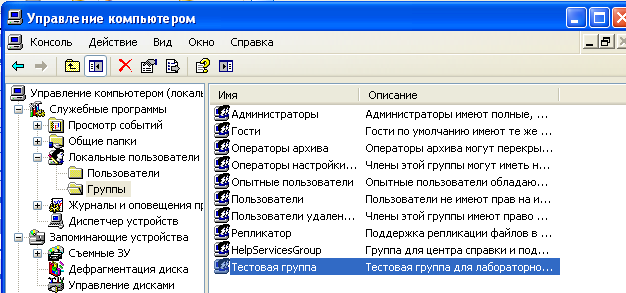 Управление компьютером
Консоль Действие Вид Окно Справка
Управление компьютером (локаль
Служебные программы
Просмотр событий
Общие папки
Локальные пользователи
Пользователи
Группы
Журналы и оповещения пр
Диспетчер устройств
Запоминающие устройства
Съемные ЗУ
Дефрагментация диска
Управление дисками
Имя Описание
Администраторы Администраторы имеют полные, ...
Гости Гости по умолчанию имеют те же ...
Операторы архива Операторы архива могут перекры...
Операторы настройки... Члены этой группы могут иметь н...
Опытные пользователи Опытные пользователи обладаю...
Пользователи Пользователи не имеют прав на и...
Пользователи удален... Члены этой группы имеют право ...
Репликатор Поддержка репликации файлов в ...
HelpServicesGroup Группа для центра справки и под...
Тестовая группа Тестовая группа для лабораторно...